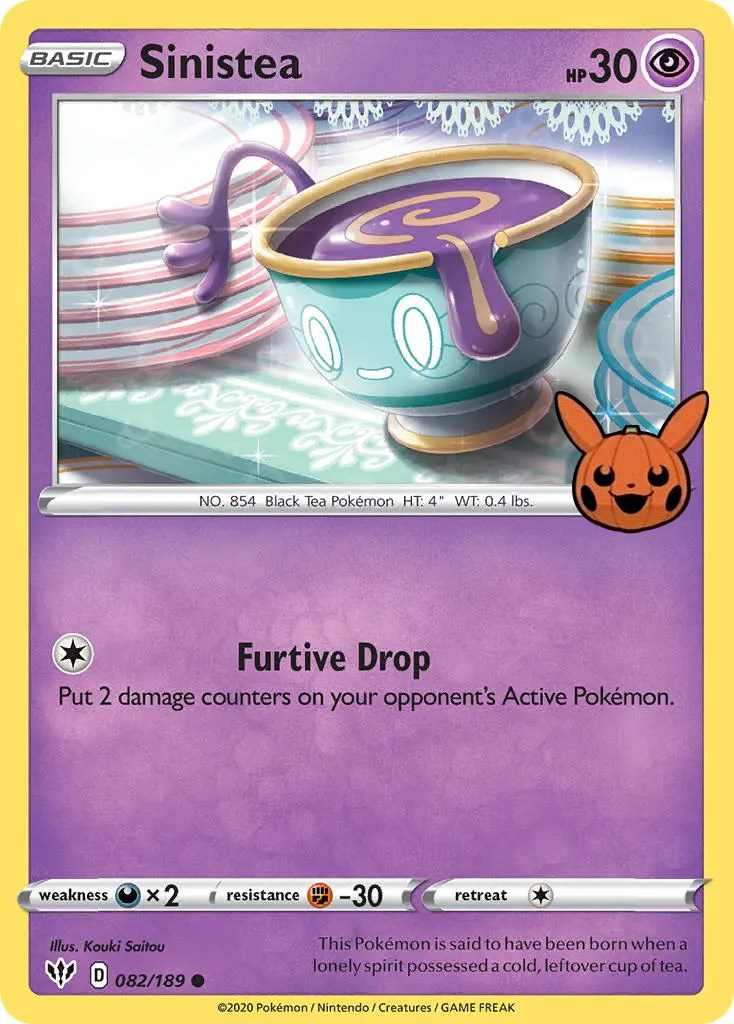 BASIC Sinistea HP30
NO. 854 Black Tea Pokémon HT: 4" WT: 0.4 lbs.
Furtive Drop
Put 2 damage counters on your opponent's Active Pokémon.
weakness ×2 resistance -30 retreat
Illus. Kouki Saitou
This Pokémon is said to have been born when a
lonely spirit possessed a cold, leftover cup of tea.
D 082/189
©2020 Pokémon / Nintendo / Creatures / GAME FREAK